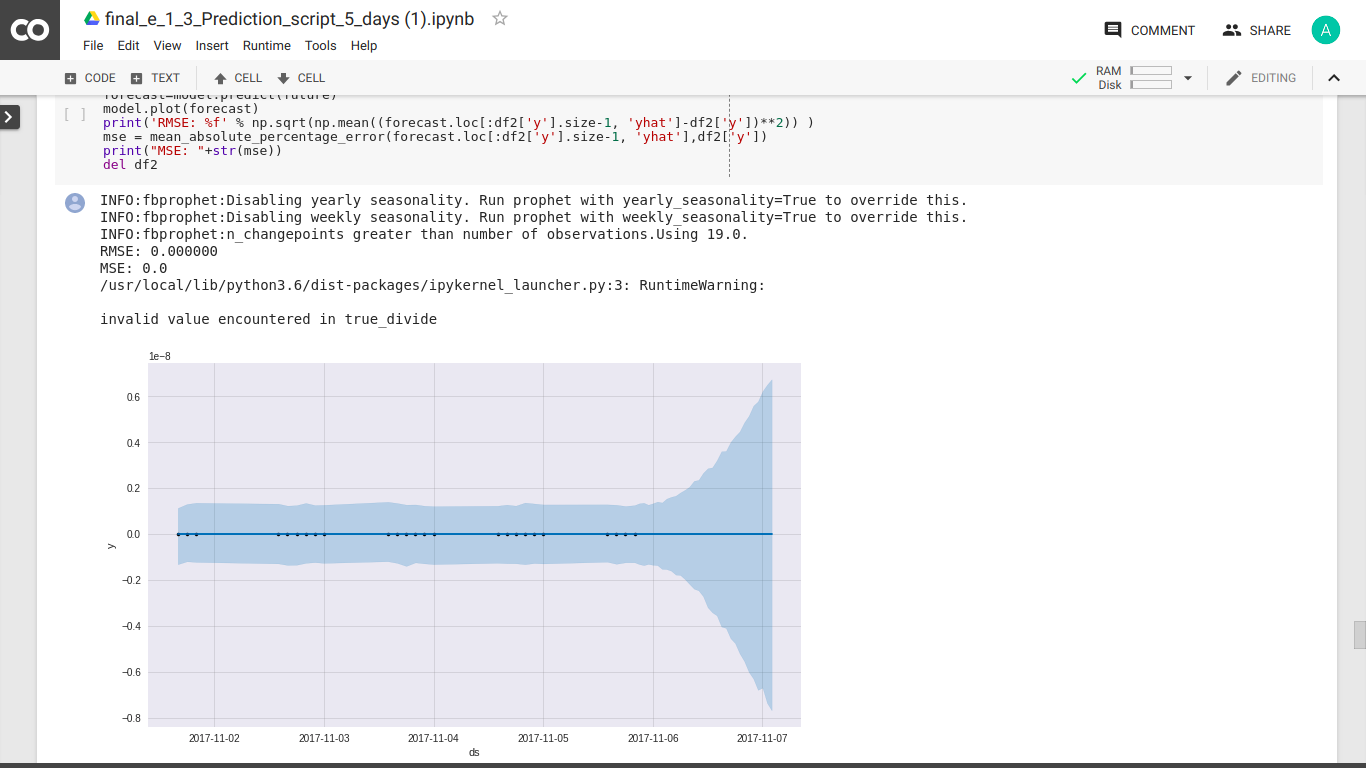 CO final_e_1_3_Prediction_script_5_days (1).ipynb
COMMENT SHARE A
File Edit View Insert Runtime Tools Help
CODE TEXT CELL CELL RAM Disk EDITING
forecast=model.predict(future)
[ ] model.plot(forecast)
print('RMSE: %f' % np.sqrt(np.mean((forecast.loc[:df2['y'].size-1, 'yhat']-df2['y'])**2)) )
mse = mean_absolute_percentage_error(forecast.loc[:df2['y'].size-1, 'yhat'],df2['y'])
print("MSE: "+str(mse))
del df2
INFO:fbprophet:Disabling yearly seasonality. Run prophet with yearly_seasonality=True to override this.
INFO:fbprophet:Disabling weekly seasonality. Run prophet with weekly_seasonality=True to override this.
INFO:fbprophet:n_changepoints greater than number of observations.Using 19.0.
RMSE: 0.000000
MSE: 0.0
/usr/local/lib/python3.6/dist-packages/ipykernel_launcher.py:3: RuntimeWarning:
invalid value encountered in true_divide
1e−8
0.6
0.4
0.2
0.0
y
−0.2
−0.4
−0.6
−0.8
2017-11-02 2017-11-03 2017-11-04 2017-11-05 2017-11-06 2017-11-07
ds